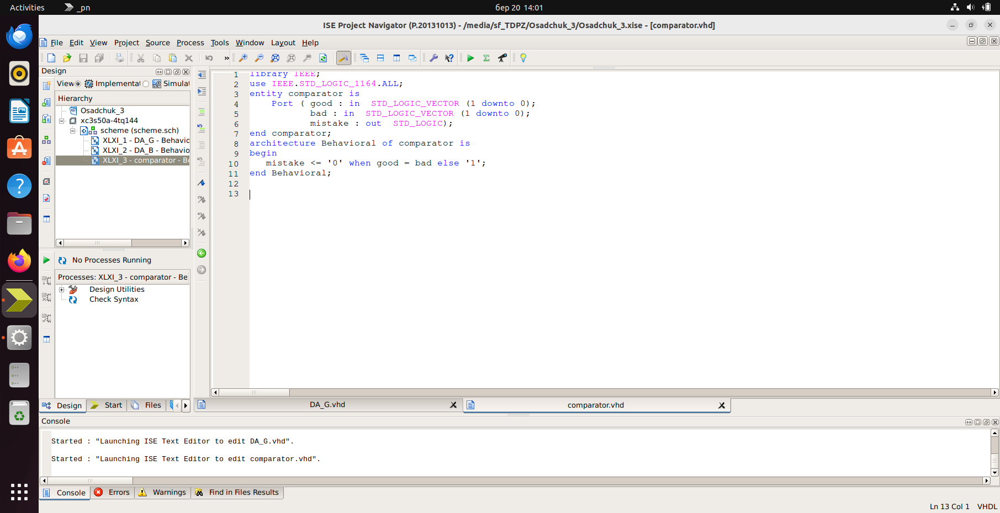 Activities
_pn
бер 20 14:01
ISE Project Navigator (P.20131013) - /media/sf_TDPZ/Osadchuk_3/Osadchuk_3.xise - [comparator.vhd]
File Edit View Project Source Process Tools Window Layout Help
Design
View Implementat Simulat
Hierarchy
Osadchuk_3
xc3s50a-4tq144
scheme (scheme.sch)
XLXI_1 - DA_G - Behavio
XLXI_2 - DA_B - Behavio
XLXI_3 - comparator - Be
No Processes Running
Processes: XLXI_3 - comparator - Be
Design Utilities
Check Syntax
Design Start Files
1 library IEEE;
2 use IEEE.STD_LOGIC_1164.ALL;
3 entity comparator is
4 Port ( good : in STD_LOGIC_VECTOR (1 downto 0);
5 bad : in STD_LOGIC_VECTOR (1 downto 0);
6 mistake : out STD_LOGIC);
7 end comparator;
8 architecture Behavioral of comparator is
9 begin
10 mistake <= '0' when good = bad else '1';
11 end Behavioral;
12
13
DA_G.vhd
comparator.vhd
Console
Started : "Launching ISE Text Editor to edit DA_G.vhd".
Started : "Launching ISE Text Editor to edit comparator.vhd".
Console Errors Warnings Find in Files Results
Ln 13 Col 1 VHDL